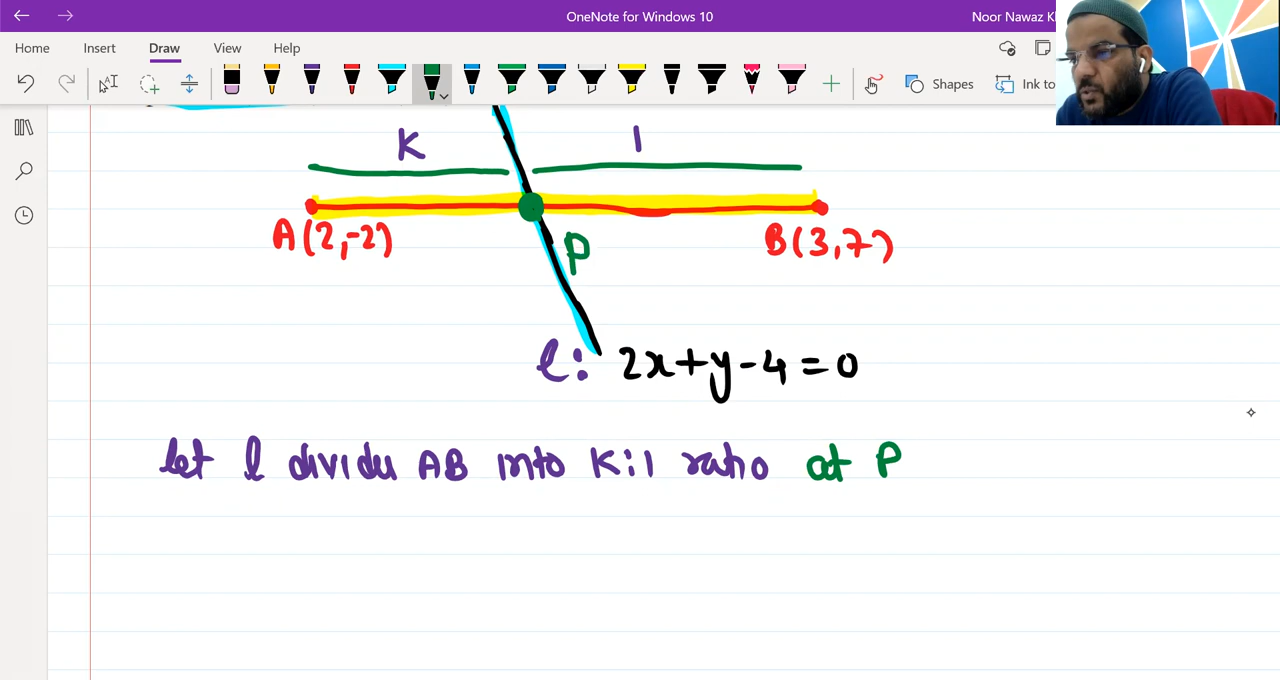 OneNote for Windows 10
Noor Nawaz
Home Insert Draw View Help
Shapes Ink to
K 1
A(2,-2) P B(3,7)
l: 2x+y-4=0
let l divides AB into K:1 ratio at P